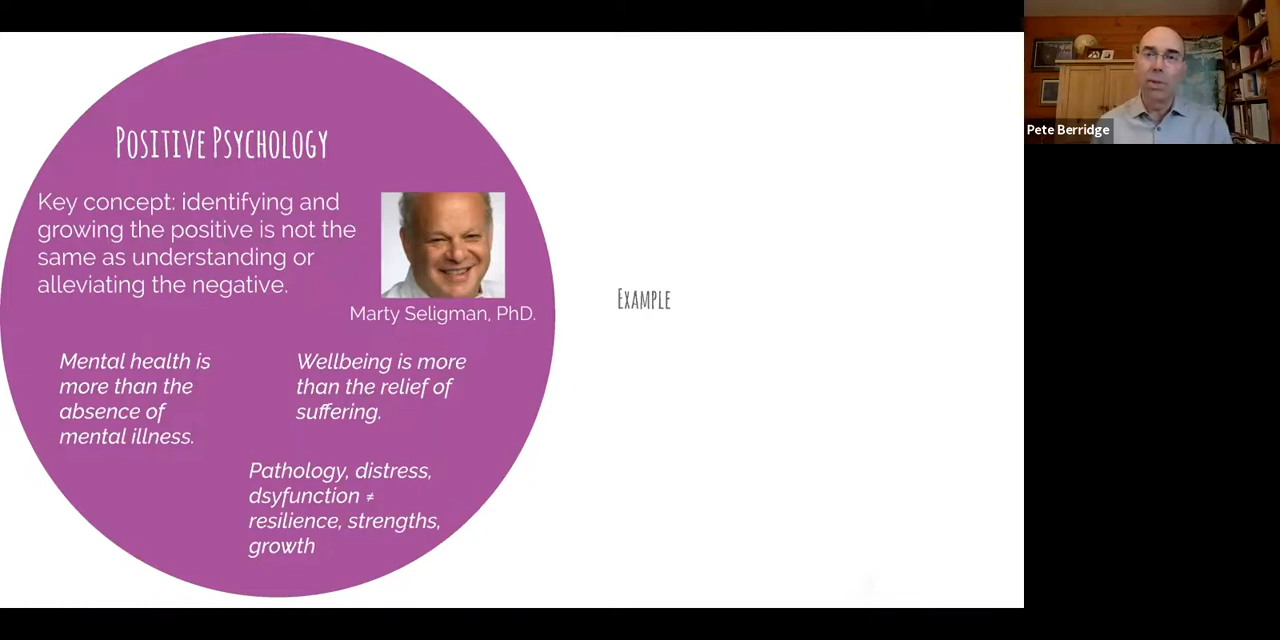 Positive Psychology
Key concept: identifying and
growing the positive is not the
same as understanding or
alleviating the negative.
Marty Seligman, PhD.
Mental health is
more than the
absence of
mental illness.
Wellbeing is more
than the relief of
suffering.
Pathology, distress,
dsyfunction ≠
resilience, strengths,
growth
Example
Pete Berridge